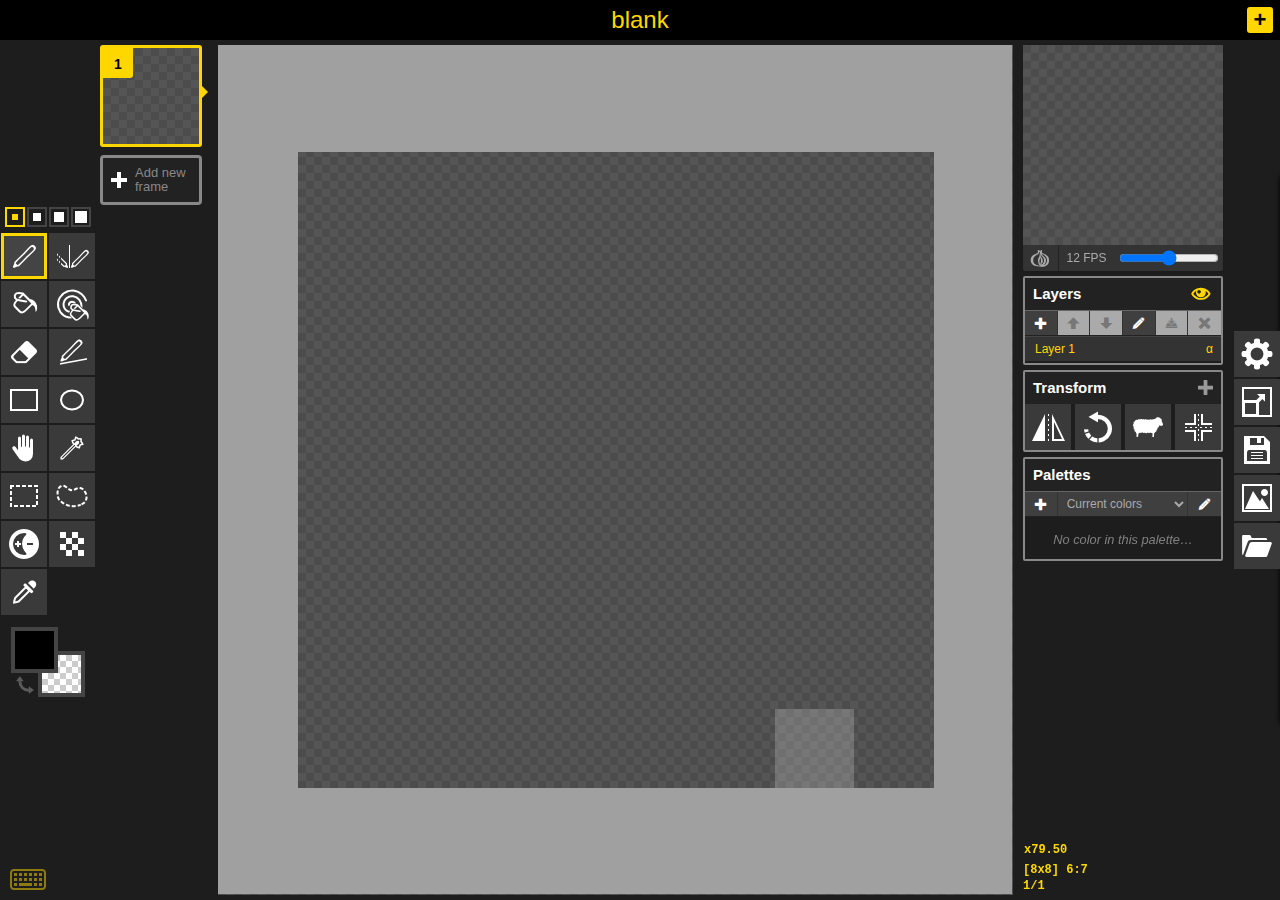 blank
+
1
Add new
frame
12 FPS
Layers
Layer 1
α
Transform
Palettes
Current colors
No color in this palette…
x79.50
[8x8] 6:7
1/1